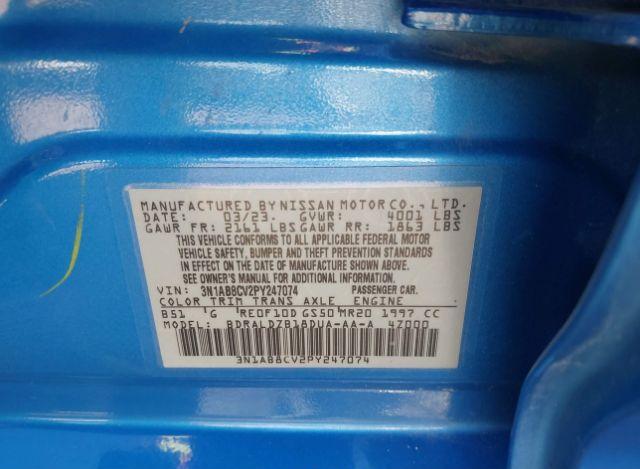 MANUFACTURED BY NISSAN MOTOR CO., LTD.
DATE: 03/23. GVWR: 4001 LBS
GAWR FR: 2161 LBS GAWR RR: 1863 LBS
THIS VEHICLE CONFORMS TO ALL APPLICABLE FEDERAL MOTOR
VEHICLE SAFETY, BUMPER, AND THEFT PREVENTION STANDARDS
IN EFFECT ON THE DATE OF MANUFACTURE SHOWN ABOVE.
SEE OWNER'S MANUAL FOR ADDITIONAL INFORMATION.
VIN: 3N1AB8CV2PY247074 PASSENGER CAR.
COLOR TRIM TRANS AXLE ENGINE
B51 G RE0F10D GS50 MR20 1997 CC
MODEL: BDRALDZB18DUA-AA-A 4Z000
3N1AB8CV2PY247074